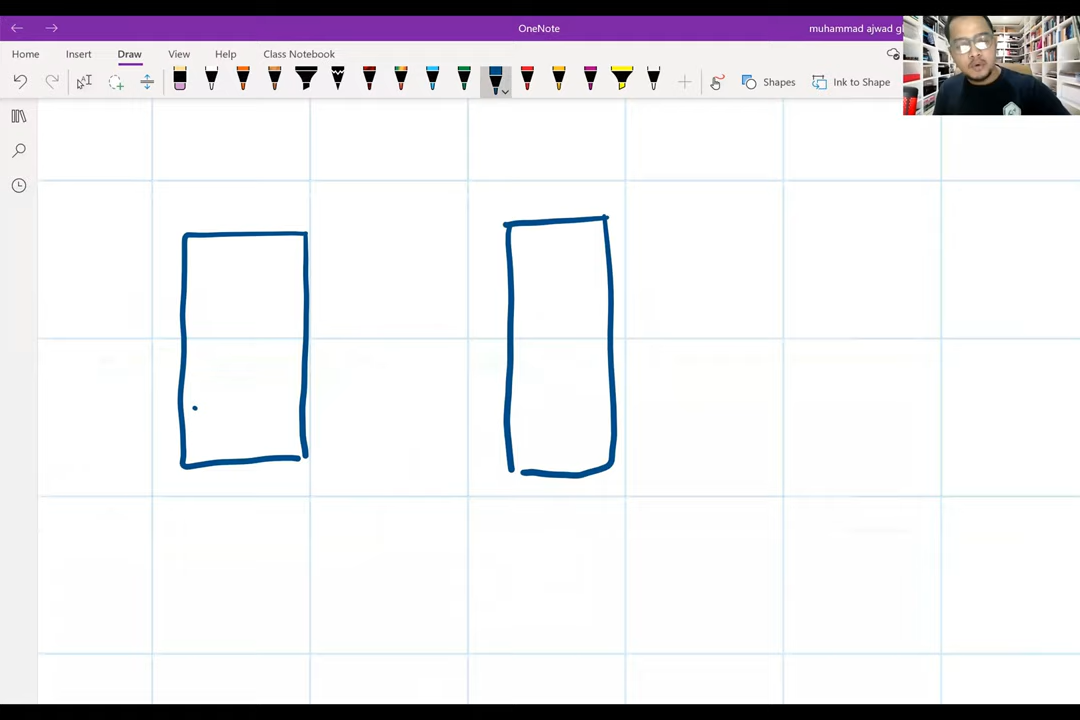 OneNote
muhammad ajwad
Home Insert Draw View Help Class Notebook
Shapes Ink to Shape